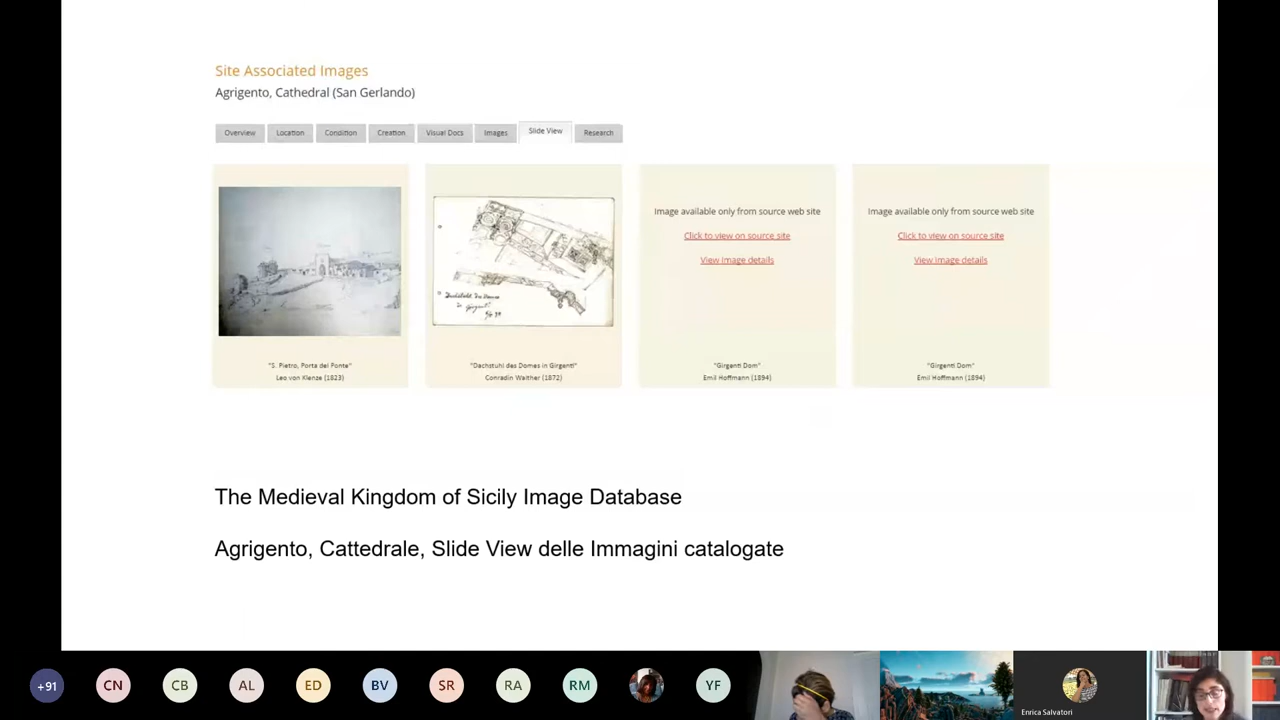 Site Associated Images
Agrigento, Cathedral (San Gerlando)
Overview
Location
Condition
Creation
Visual Docs
Images
Slide View
Research
"S. Pietro, Porta del Ponte"
Leo von Klenze (1823)
"Dachstuhl des Domes in Girgenti"
Conradin Walther (1872)
Image available only from source web site
Click to view on source site
View Image details
"Girgenti Dom"
Emil Hoffmann (1894)
Image available only from source web site
Click to view on source site
View Image details
"Girgenti Dom"
Emil Hoffmann (1894)
The Medieval Kingdom of Sicily Image Database
Agrigento, Cattedrale, Slide View delle Immagini catalogate
+91
CN
CB
AL
ED
BV
SR
RA
RM
YF
Enrica Salvatori